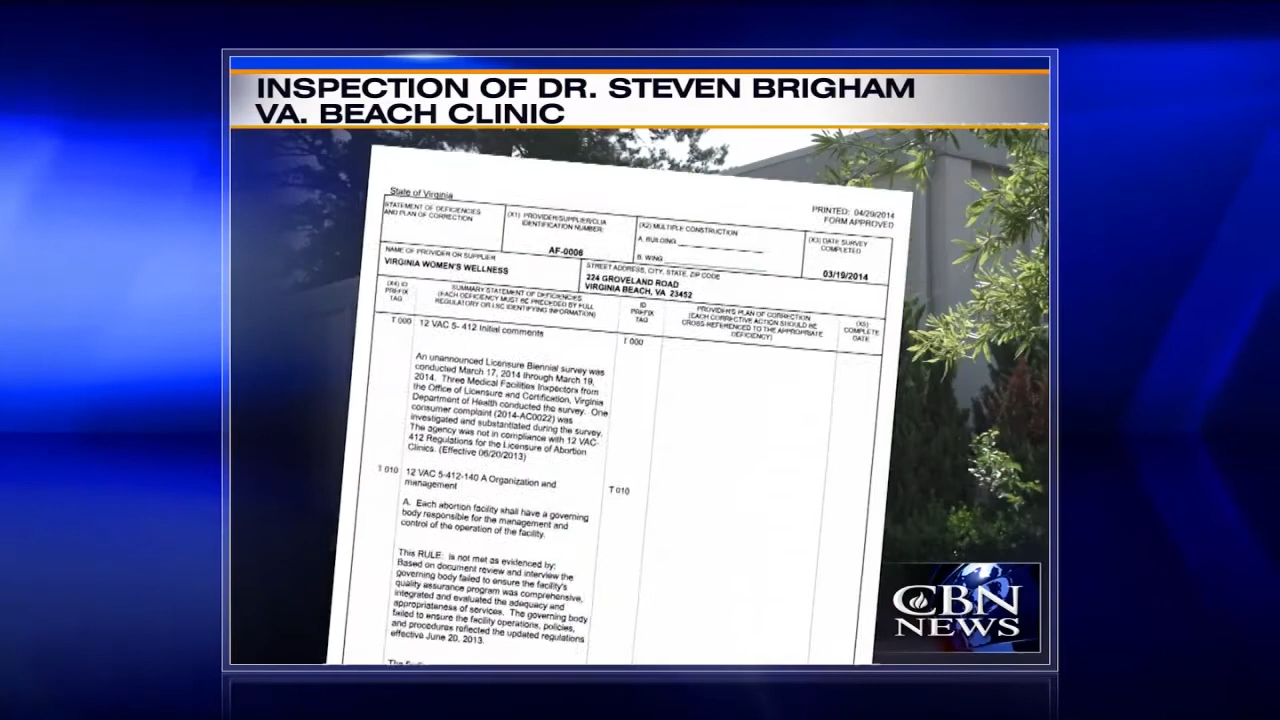 INSPECTION OF DR. STEVEN BRIGHAM
VA. BEACH CLINIC
State of Virginia
PRINTED: 04/29/2014
FORM APPROVED
STATEMENT OF DEFICIENCIES
AND PLAN OF CORRECTION
(X1) PROVIDER/SUPPLIER/CLIA
IDENTIFICATION NUMBER:
AF-0006
(X2) MULTIPLE CONSTRUCTION
A. BUILDING
B. WING
(X3) DATE SURVEY
COMPLETED
03/19/2014
NAME OF PROVIDER OR SUPPLIER
VIRGINIA WOMEN'S WELLNESS
STREET ADDRESS, CITY, STATE, ZIP CODE
224 GROVELAND ROAD
VIRGINIA BEACH, VA 23452
(X4) ID
PREFIX
TAG
SUMMARY STATEMENT OF DEFICIENCIES
(EACH DEFICIENCY MUST BE PRECEDED BY FULL
REGULATORY OR LSC IDENTIFYING INFORMATION)
ID
PREFIX
TAG
PROVIDER'S PLAN OF CORRECTION
(EACH CORRECTIVE ACTION SHOULD BE
CROSS-REFERENCED TO THE APPROPRIATE
DEFICIENCY)
(X5)
COMPLETE
DATE
T 000
12 VAC 5- 412 Initial comments
T 000
An unannounced Licensure Biennial survey was
conducted March 17, 2014 through March 19,
2014. Three Medical Facilities Inspectors from
the Office of Licensure and Certification, Virginia
Department of Health conducted the survey. One
consumer complaint (2014-AC0022) was
investigated and substantiated during the survey.
The agency was not in compliance with 12 VAC-
412 Regulations for the Licensure of Abortion
Clinics. (Effective 06/20/2013)
T 010
12 VAC 5-412-140 A Organization and
management
T 010
A. Each abortion facility shall have a governing
body responsible for the management and
control of the operation of the facility.
This RULE: is not met as evidenced by:
Based on document review and interview the
governing body failed to ensure the facility's
quality assurance program was comprehensive,
integrated and evaluated the adequacy and
appropriateness of services. The governing body
failed to ensure the facility operations, policies,
and procedures reflected the updated regulations
effective June 20, 2013.
CBN
NEWS